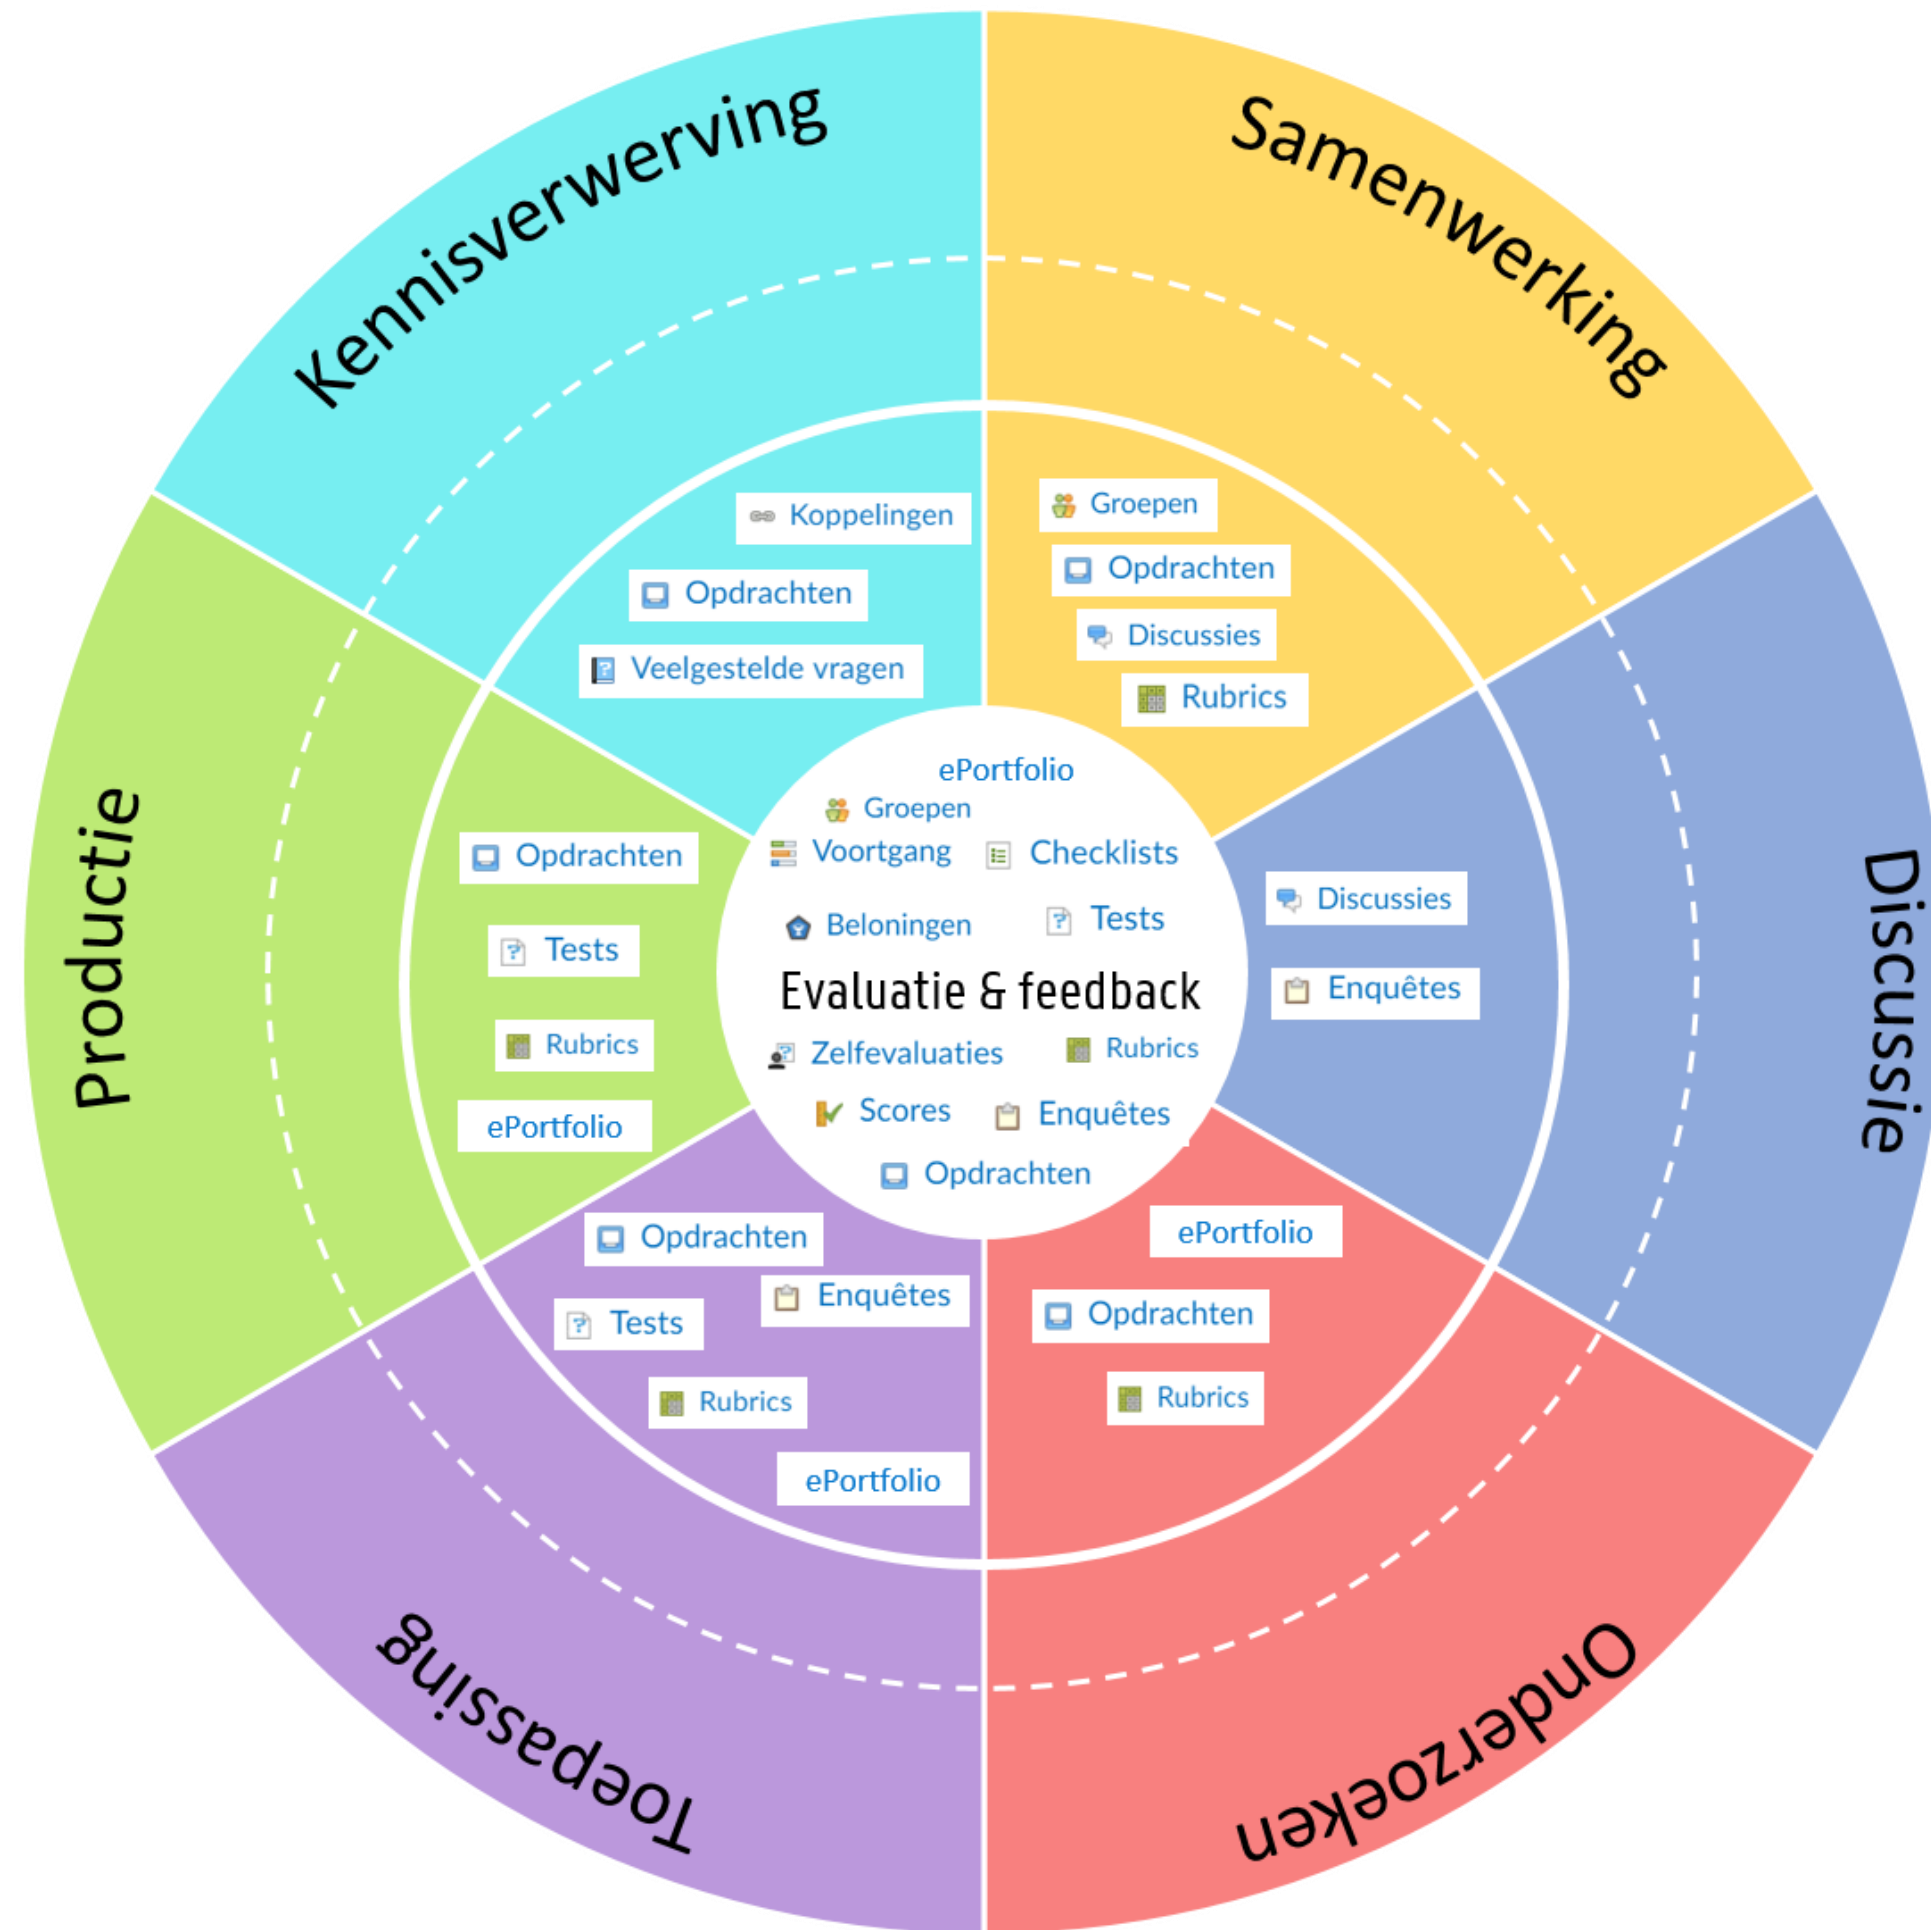 Kennisverwerving
Koppelingen
Opdrachten
Veelgestelde vragen
Samenwerking
Groepen
Opdrachten
Discussies
Rubrics
Discussie
Discussies
Enquêtes
Onderzoeken
ePortfolio
Opdrachten
Rubrics
Toepassing
Opdrachten
Enquêtes
Tests
Rubrics
ePortfolio
Productie
Opdrachten
Tests
Rubrics
ePortfolio
ePortfolio
Groepen
Voortgang Checklists
Beloningen Tests
Evaluatie & feedback
Zelfevaluaties Rubrics
Scores Enquêtes
Opdrachten